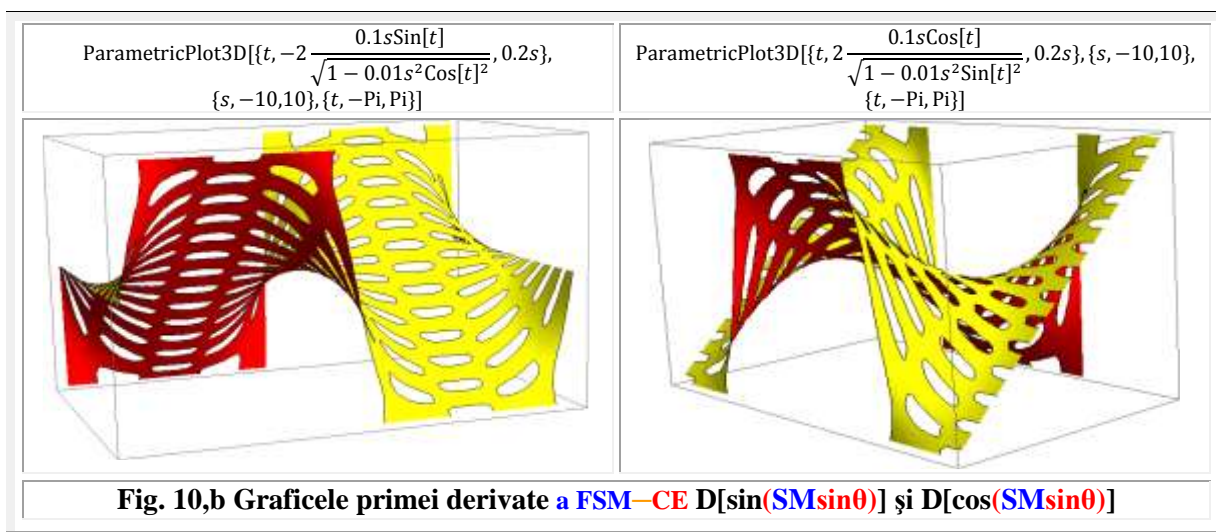 ParametricPlot3D[{t, −2 0.1sSin[t] / √1 − 0.01s²Cos[t]² , 0.2s},
{s, −10,10}, {t, −Pi, Pi}]
ParametricPlot3D[{t, 2 0.1sCos[t] / √1 − 0.01s²Sin[t]² , 0.2s}, {s, −10,10},
{t, −Pi, Pi}]
Fig. 10,b Graficele primei derivate a FSM−CE D[sin(SMsinθ)] şi D[cos(SMsinθ)]